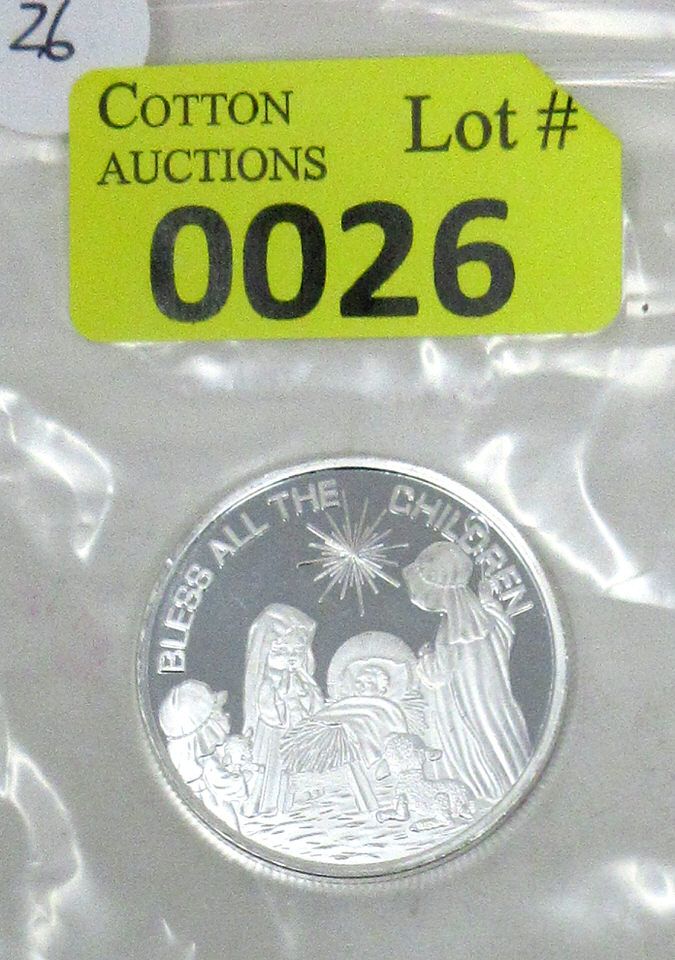 26
COTTON
AUCTIONS
Lot #
0026
BLESS ALL THE CHILDREN